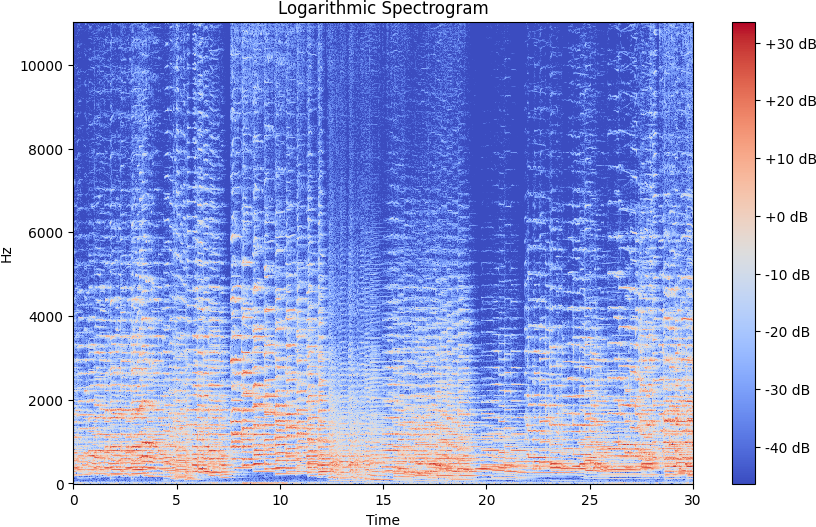 Logarithmic Spectrogram
Hz
10000
8000
6000
4000
2000
0
0 5 10 15 20 25 30
Time
+30 dB
+20 dB
+10 dB
+0 dB
-10 dB
-20 dB
-30 dB
-40 dB